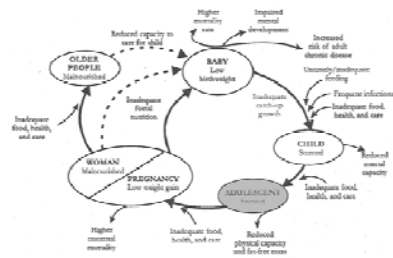 Higher
mortality
rate
Impaired
mental
development
Reduced capacity to
care for child
Increased
risk of adult
chronic disease
OLDER
PEOPLE
Malnourished
BABY
Low
birthweight
Untimely/inadequate
feeding
Frequent infections
Inadequate
catch-up
growth
Inadequate food,
health, and care
Inadequate
food, health,
and care
Inadequate
foetal
nutrition
CHILD
Stunted
WOMAN
Malnourished
PREGNANCY
Low weight gain
Reduced
mental
capacity
ADOLESCENT
Stunted
Inadequate food,
health, and care
Higher
maternal
mortality
Inadequate food,
health, and care
Reduced
physical capacity
and fat-free mass